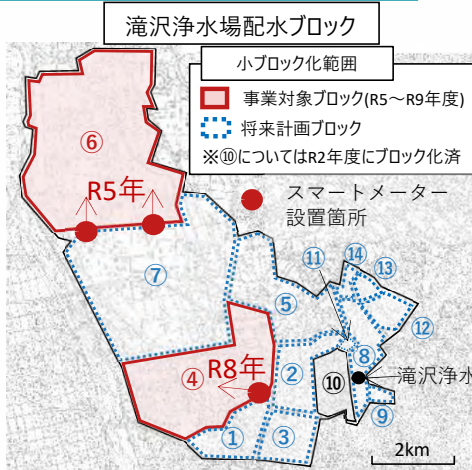 滝沢浄水場配水ブロック
小ブロック化範囲
事業対象ブロック(R5～R9年度)
将来計画ブロック
※⑩についてはR2年度にブロック化済
⑥
R5年
スマートメーター
設置箇所
⑦
⑪
⑭
⑬
⑤
⑫
R8年
④
②
⑧
⑩
滝沢浄水
⑨
①
③
2km